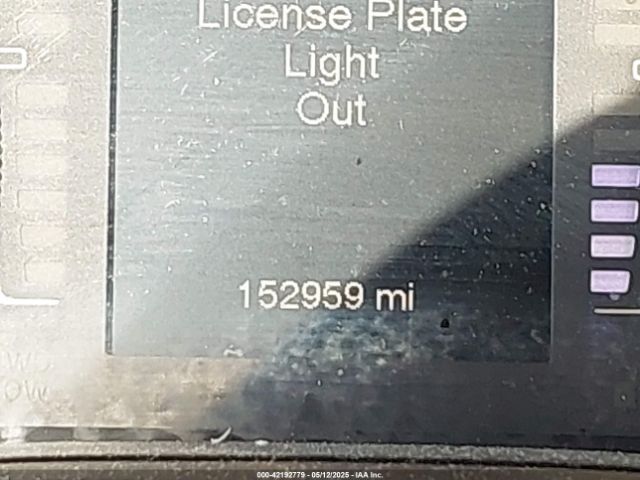 License Plate
Light
Out
152959 mi
000-42192779 - 05/12/2025 - IAA Inc.